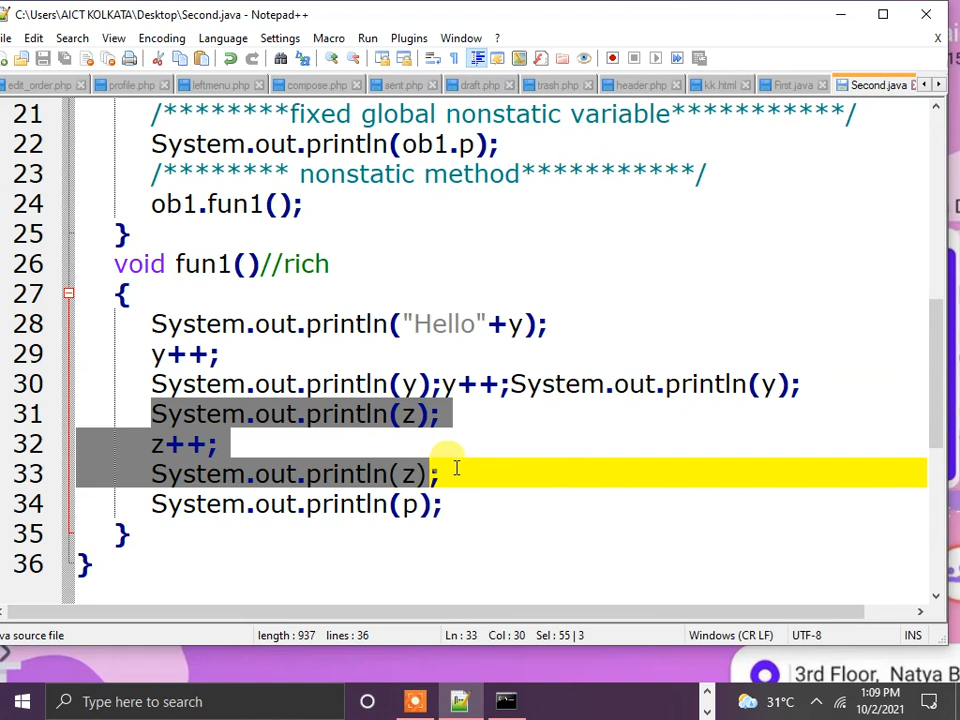 C:\Users\AICT KOLKATA\Desktop\Second.java - Notepad++
ile Edit Search View Encoding Language Settings Macro Run Plugins Window ? X
edit_order.php profile.php leftmenu.php compose.php sent.php draft.php trash.php header.php kk.html First.java Second.java
21 /********fixed global nonstatic variable***********/
22 System.out.println(ob1.p);
23 /******** nonstatic method***********/
24 ob1.fun1();
25 }
26 void fun1()//rich
27 {
28 System.out.println("Hello"+y);
29 y++;
30 System.out.println(y);y++;System.out.println(y);
31 System.out.println(z);
32 z++;
33 System.out.println(z);
34 System.out.println(p);
35 }
36 }
va source file length : 937 lines : 36 Ln : 33 Col : 30 Sel : 55 | 3 Windows (CR LF) UTF-8 INS
3rd Floor, Natya B
Type here to search 31°C 1:09 PM
10/2/2021